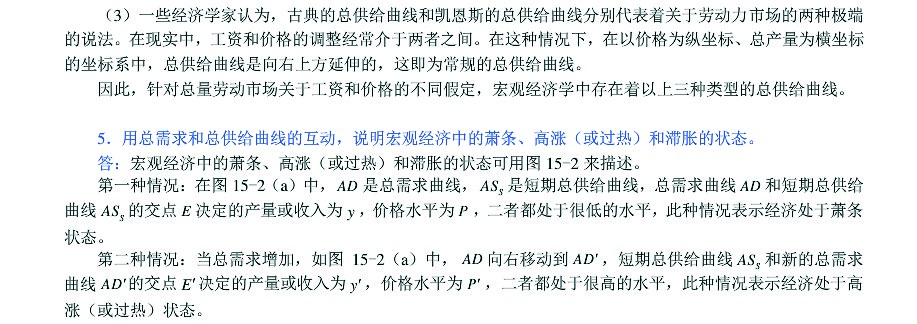 （3）一些经济学家认为，古典的总供给曲线和凯恩斯的总供给曲线分别代表着关于劳动力市场的两种极端
的说法。在现实中，工资和价格的调整经常介于两者之间。在这种情况下，在以价格为纵坐标、总产量为横坐标
的坐标系中，总供给曲线是向右上方延伸的，这即为常规的总供给曲线。
因此，针对总量劳动市场关于工资和价格的不同假定，宏观经济学中存在着以上三种类型的总供给曲线。
5．用总需求和总供给曲线的互动，说明宏观经济中的萧条、高涨（或过热）和滞胀的状态。
答：宏观经济中的萧条、高涨（或过热）和滞胀的状态可用图 15-2 来描述。
第一种情况：在图 15-2（a）中，AD 是总需求曲线，ASₛ 是短期总供给曲线，总需求曲线 AD 和短期总供给
曲线 ASₛ 的交点 E 决定的产量或收入为 y，价格水平为 P，二者都处于很低的水平，此种情况表示经济处于萧条
状态。
第二种情况：当总需求增加，如图 15-2（a）中，AD 向右移动到 AD′，短期总供给曲线 ASₛ 和新的总需求
曲线 AD′的交点 E′决定的产量或收入为 y′，价格水平为 P′，二者都处于很高的水平，此种情况表示经济处于高
涨（或过热）状态。